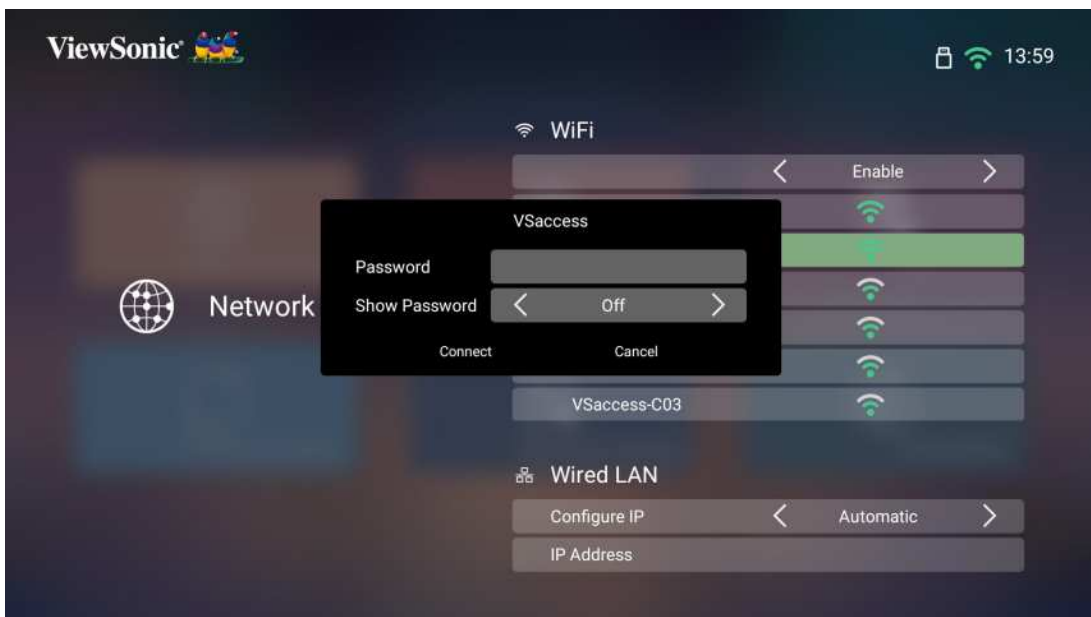 ViewSonic®
13:59
WiFi
Enable
VSaccess
Password
Network
Show Password Off
Connect Cancel
VSaccess-C03
Wired LAN
Configure IP Automatic
IP Address